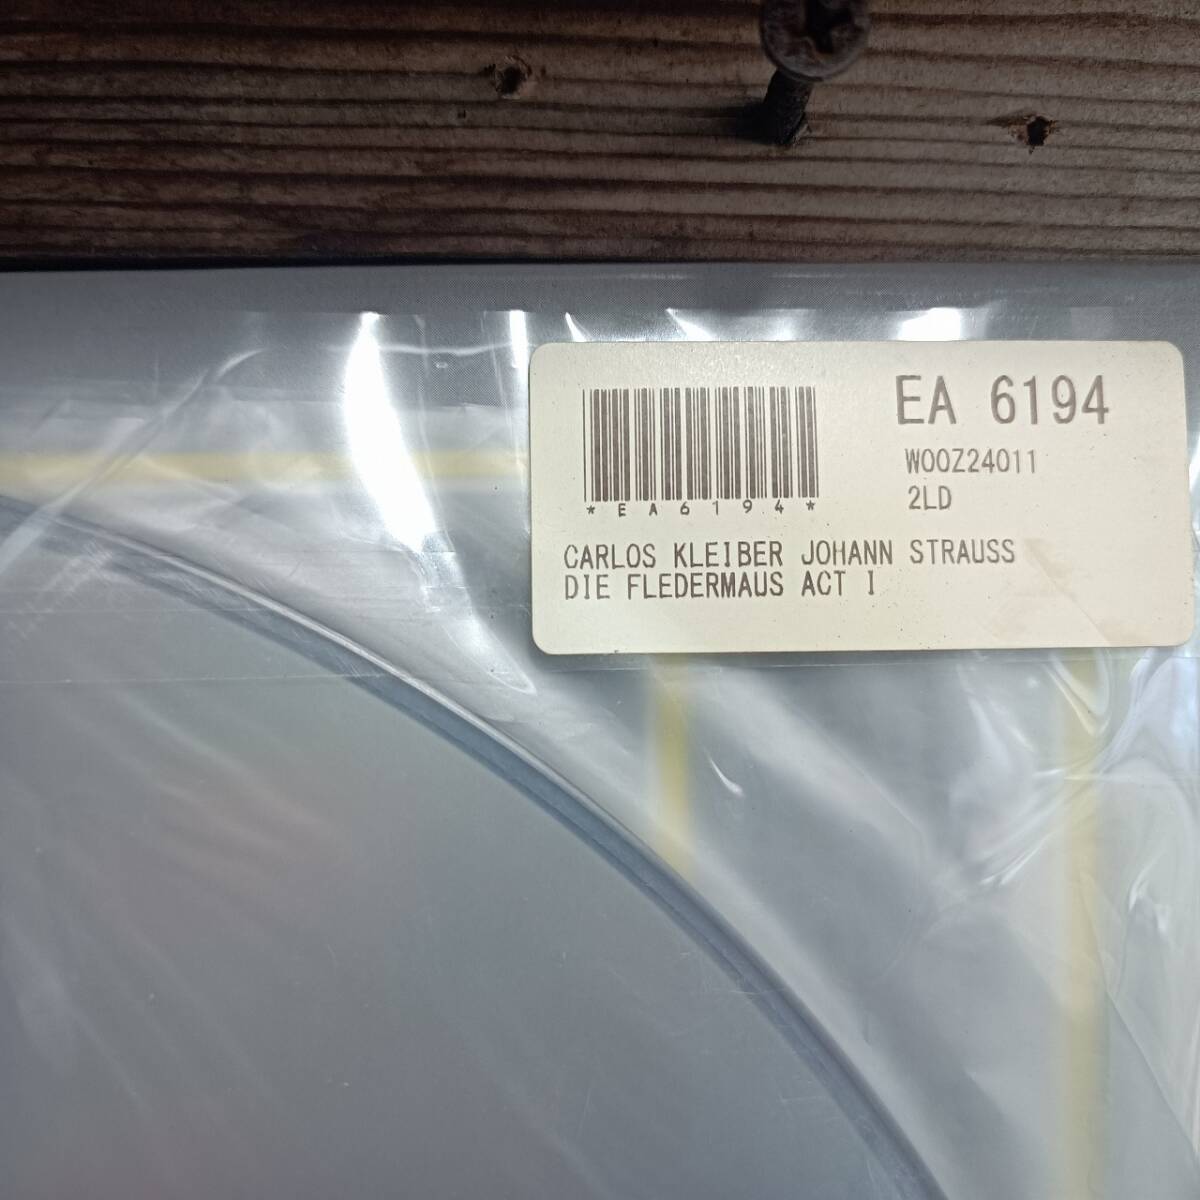 EA 6194
W00Z24011
2LD
*EA6194*
CARLOS KLEIBER JOHANN STRAUSS
DIE FLEDERMAUS ACT I